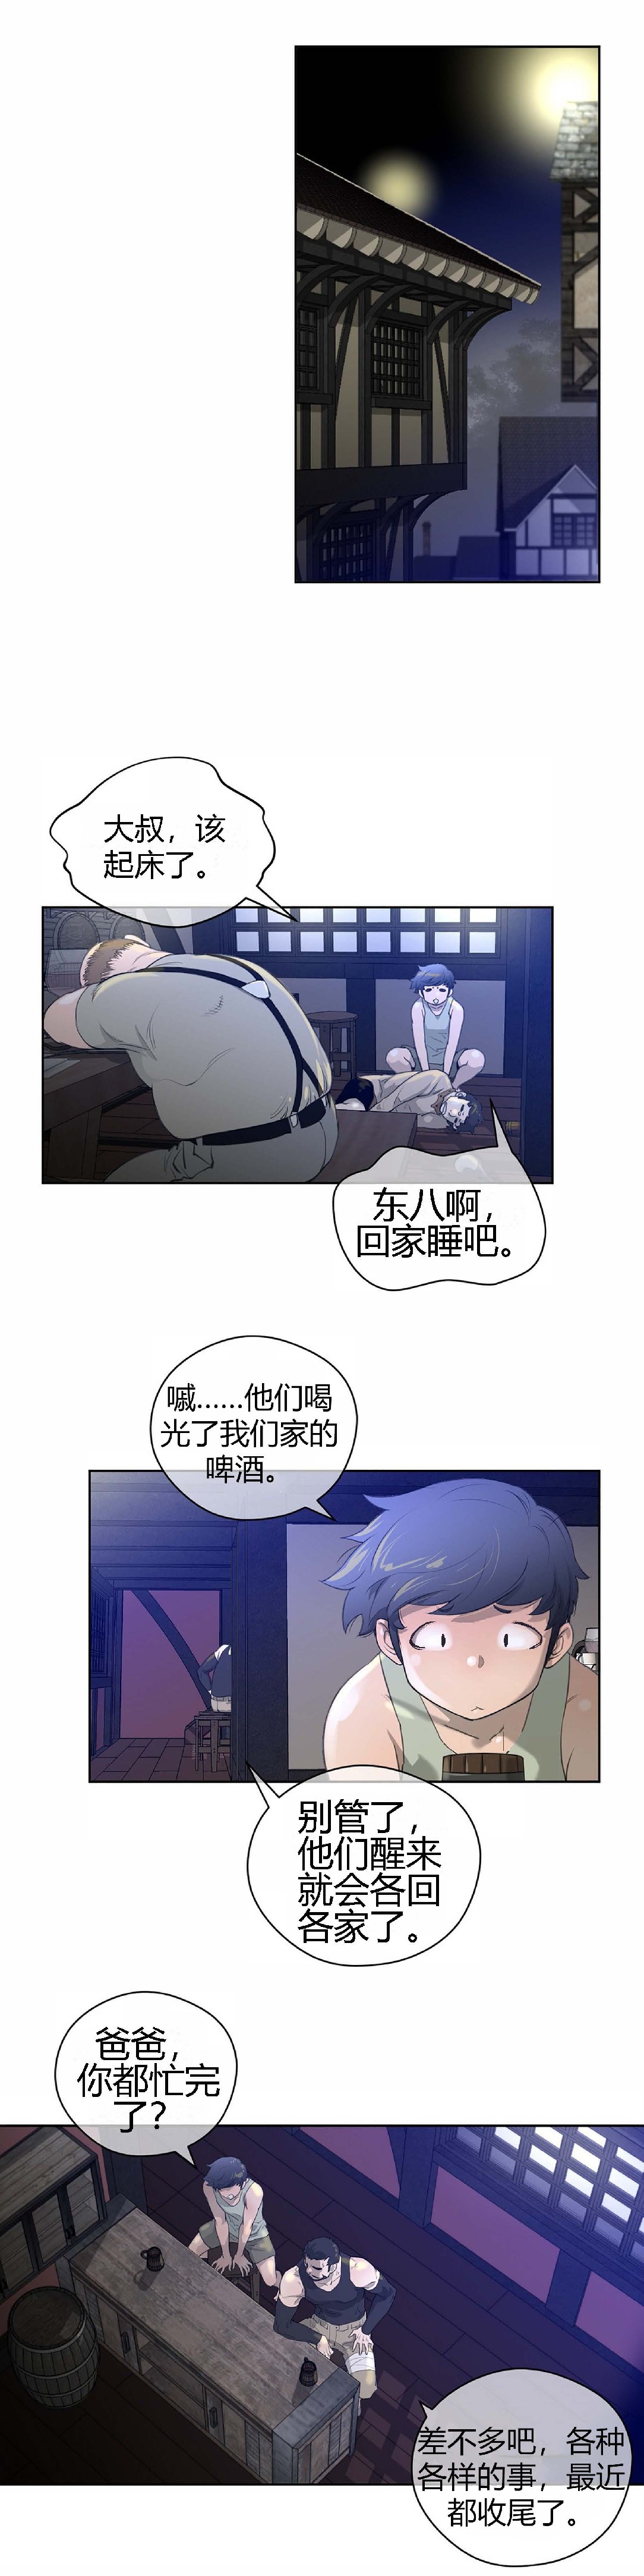 大叔，该
起床了。
东八啊，
回家睡吧。
嘁……他们喝
光了我们家的
啤酒。
别管了，
他们醒来
就会各回
各家了。
爸爸，
你都忙完
了？
差不多吧，各种
各样的事，最近
都收尾了。